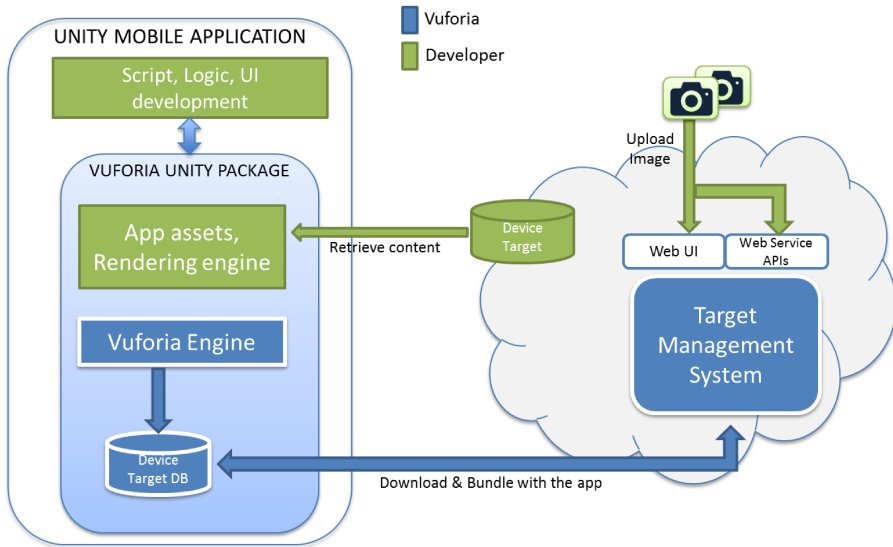 Vuforia
Developer
UNITY MOBILE APPLICATION
Script, Logic, UI
development
VUFORIA UNITY PACKAGE
App assets,
Rendering engine
Vuforia Engine
Device
Target DB
Retrieve content
Device
Target
Upload
Image
Web UI
Web Service
APIs
Target
Management
System
Download & Bundle with the app